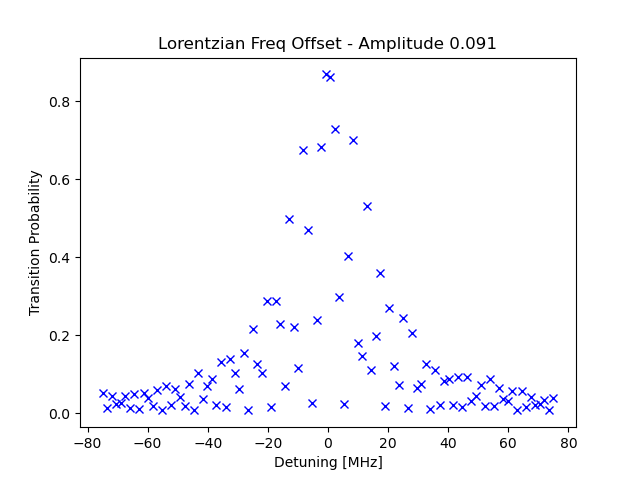 Lorentzian Freq Offset - Amplitude 0.091
Transition Probability
0.8
0.6
0.4
0.2
0.0
−80 −60 −40 −20 0 20 40 60 80
Detuning [MHz]